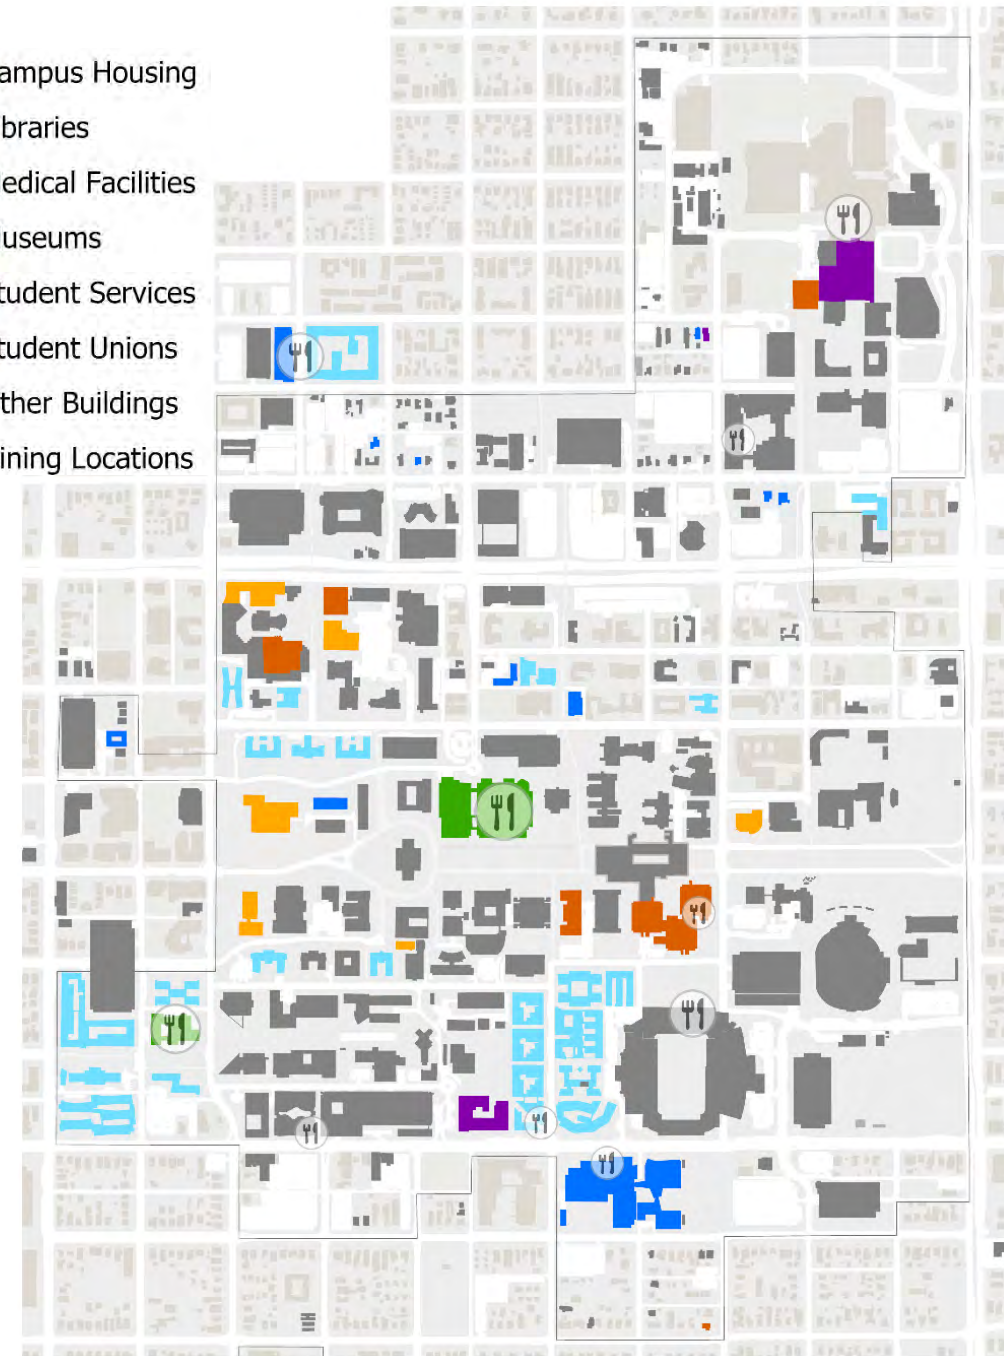 ampus Housing
braries
edical Facilities
useums
tudent Services
tudent Unions
ther Buildings
ining Locations